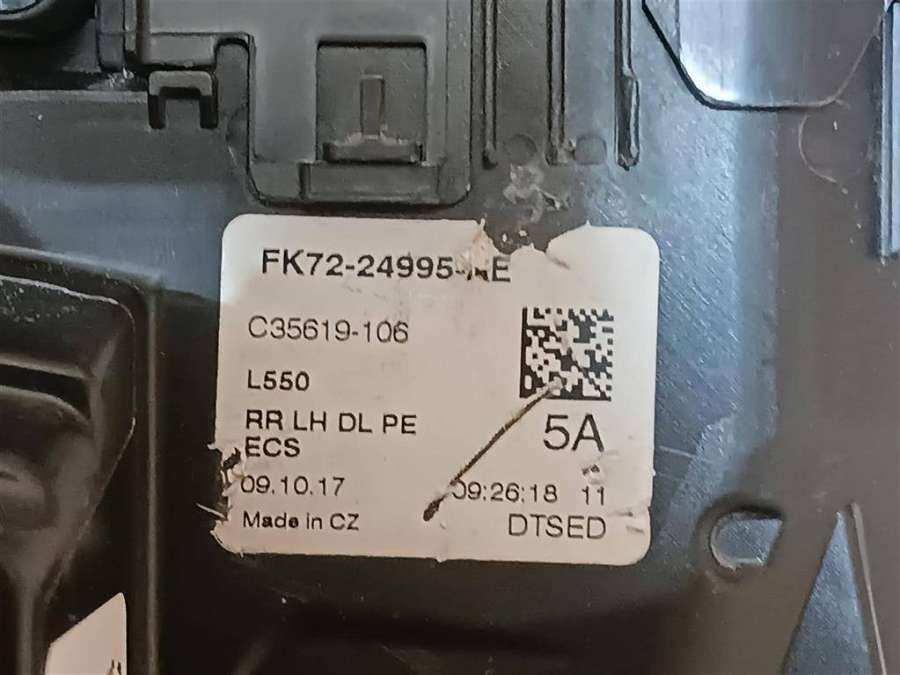 FK72-24995-AE
C35619-106
L550
RR LH DL PE
ECS
5A
09.10.17
09:26:18 11
Made in CZ
DTSED